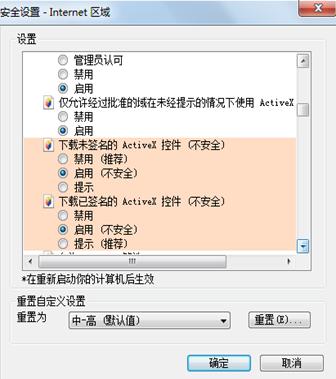 安全设置 - Internet 区域
设置
管理员认可
禁用
启用
仅允许经过批准的域在未经提示的情况下使用 ActiveX
禁用
启用
下载未签名的 ActiveX 控件 (不安全)
禁用 (推荐)
启用 (不安全)
提示
下载已签名的 ActiveX 控件 (不安全)
禁用
启用 (不安全)
提示 (推荐)
*在重新启动你的计算机后生效
重置自定义设置
重置为
中-高 (默认值)
重置(E)...
确定
取消